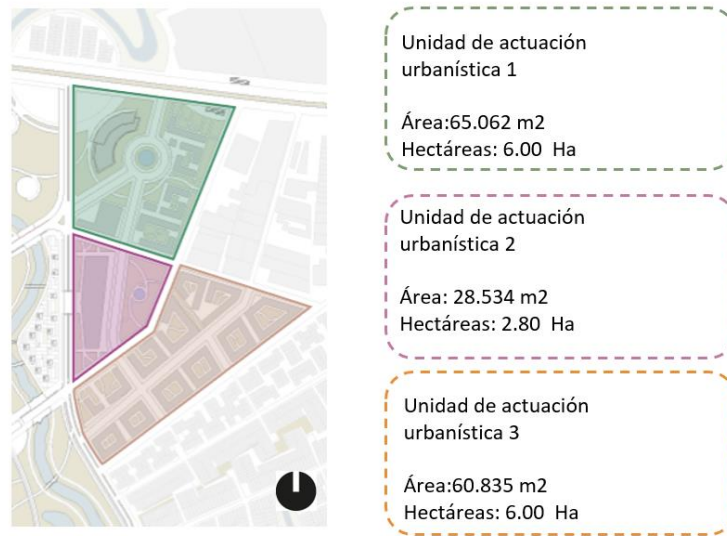 Unidad de actuación
urbanística 1
Área:65.062 m2
Hectáreas: 6.00 Ha
Unidad de actuación
urbanística 2
Área: 28.534 m2
Hectáreas: 2.80 Ha
Unidad de actuación
urbanística 3
Área:60.835 m2
Hectáreas: 6.00 Ha